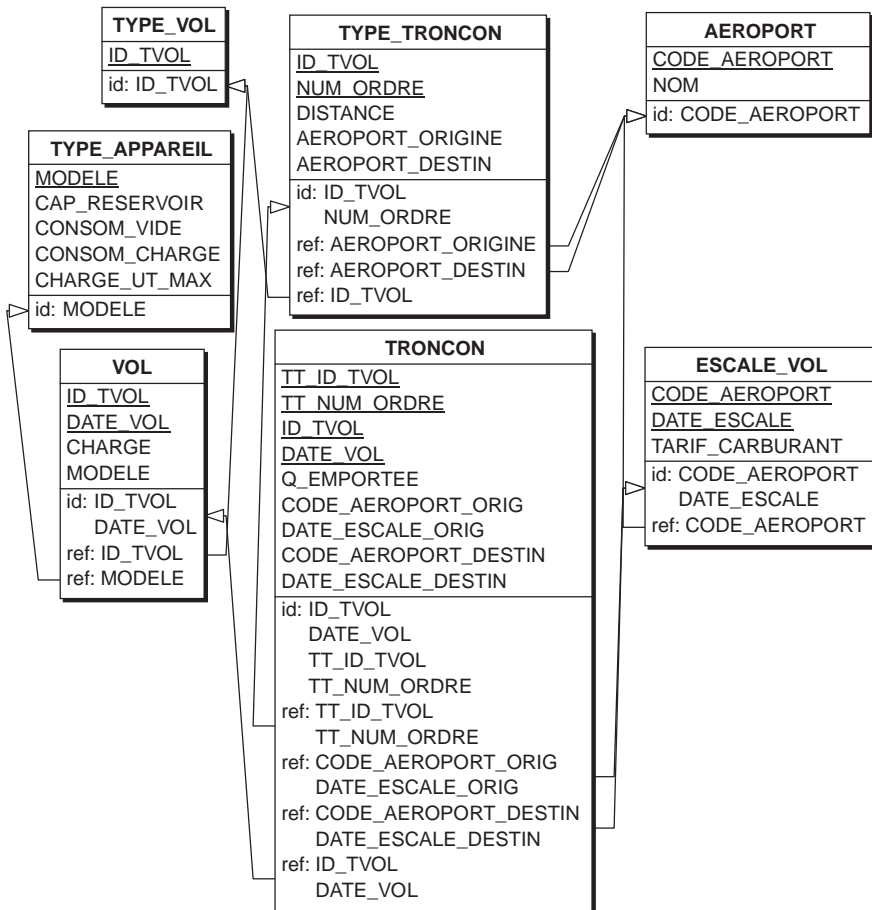 TYPE_VOL
ID_TVOL
id: ID_TVOL
TYPE_TRONCON
ID_TVOL
NUM_ORDRE
DISTANCE
AEROPORT_ORIGINE
AEROPORT_DESTIN
id: ID_TVOL
NUM_ORDRE
ref: AEROPORT_ORIGINE
ref: AEROPORT_DESTIN
ref: ID_TVOL
AEROPORT
CODE_AEROPORT
NOM
id: CODE_AEROPORT
TYPE_APPAREIL
MODELE
CAP_RESERVOIR
CONSOM_VIDE
CONSOM_CHARGE
CHARGE_UT_MAX
id: MODELE
VOL
ID_TVOL
DATE_VOL
CHARGE
MODELE
id: ID_TVOL
DATE_VOL
ref: ID_TVOL
ref: MODELE
TRONCON
TT_ID_TVOL
TT_NUM_ORDRE
ID_TVOL
DATE_VOL
Q_EMPORTEE
CODE_AEROPORT_ORIG
DATE_ESCALE_ORIG
CODE_AEROPORT_DESTIN
DATE_ESCALE_DESTIN
id: ID_TVOL
DATE_VOL
TT_ID_TVOL
TT_NUM_ORDRE
ref: TT_ID_TVOL
TT_NUM_ORDRE
ref: CODE_AEROPORT_ORIG
DATE_ESCALE_ORIG
ref: CODE_AEROPORT_DESTIN
DATE_ESCALE_DESTIN
ref: ID_TVOL
DATE_VOL
ESCALE_VOL
CODE_AEROPORT
DATE_ESCALE
TARIF_CARBURANT
id: CODE_AEROPORT
DATE_ESCALE
ref: CODE_AEROPORT